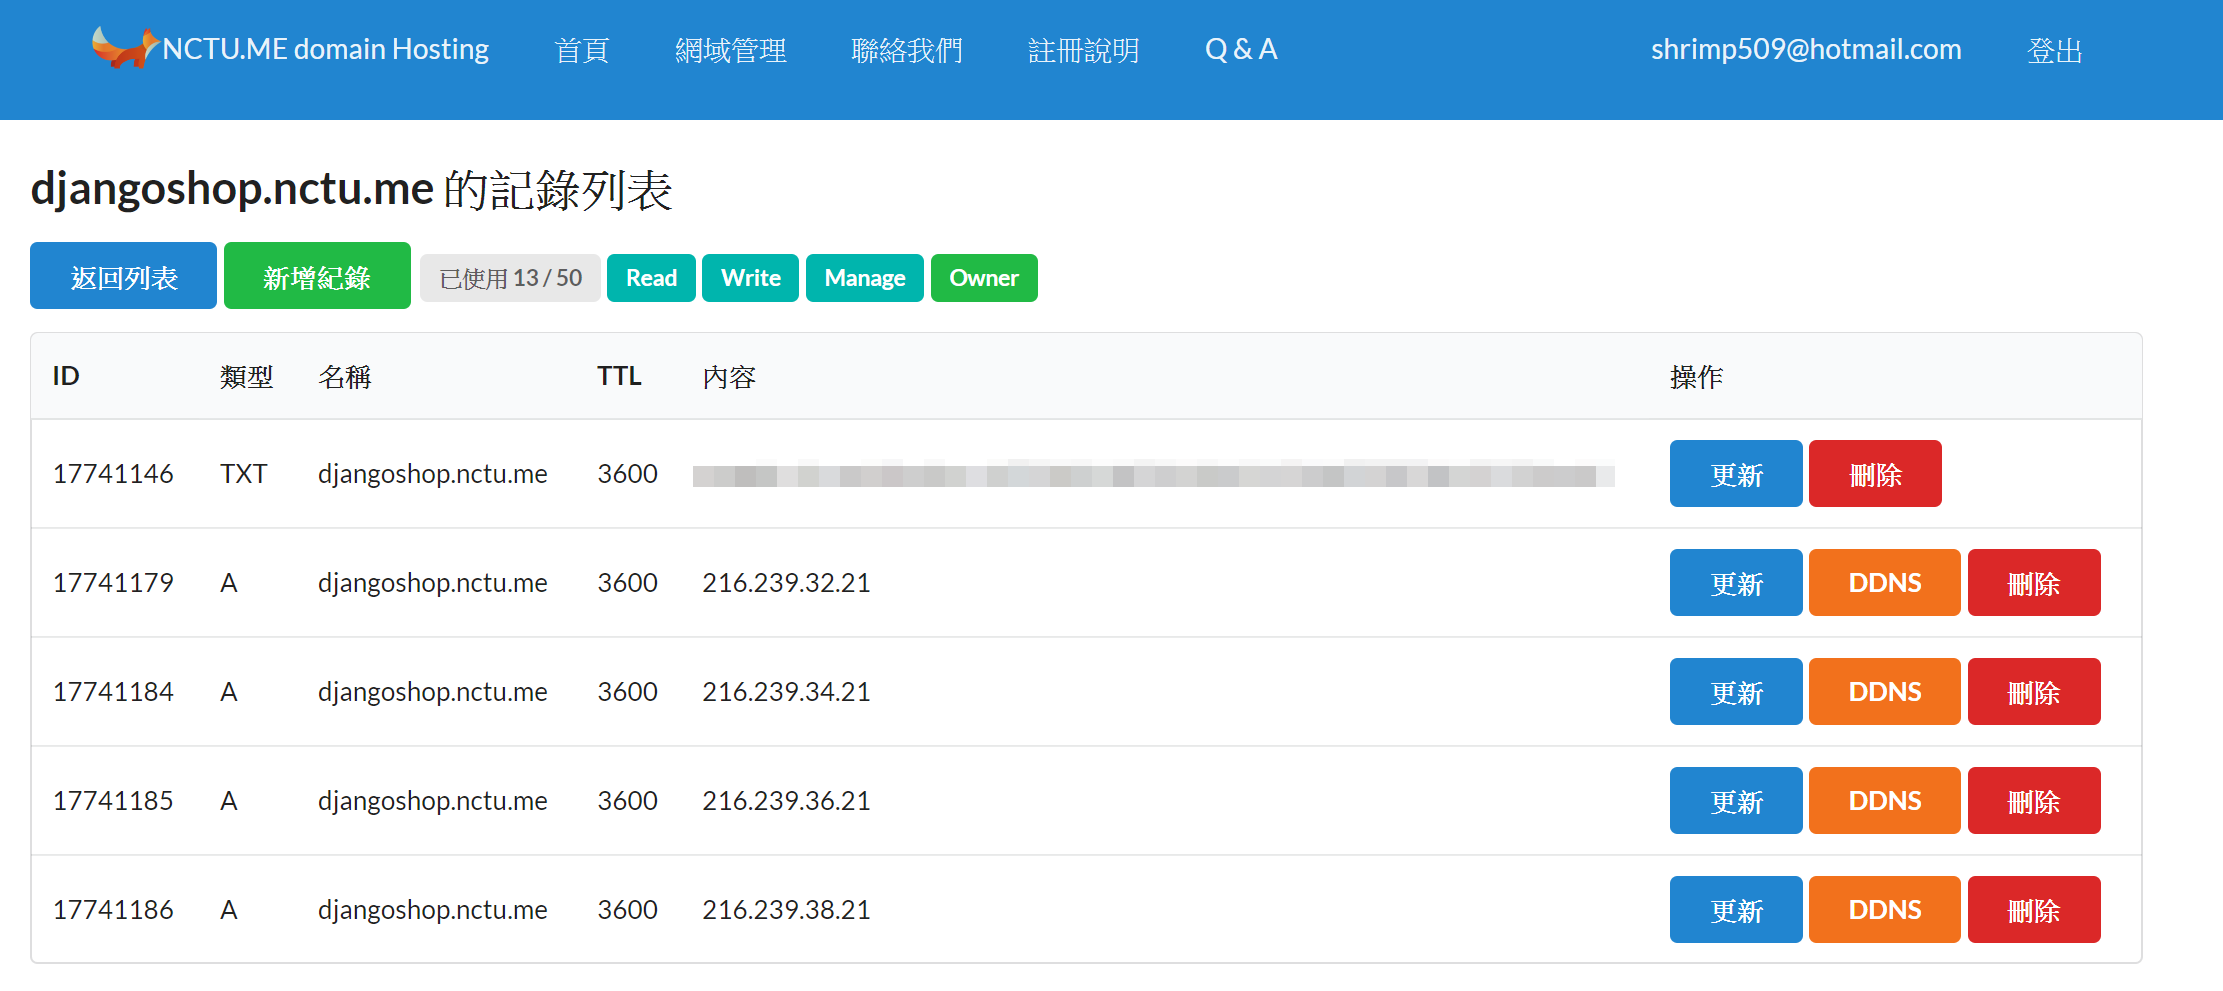 NCTU.ME domain Hosting 首頁 網域管理 聯絡我們 註冊說明 Q & A shrimp509@hotmail.com 登出
djangoshop.nctu.me 的記錄列表
返回列表 新增紀錄 已使用 13 / 50 Read Write Manage Owner
ID 類型 名稱 TTL 內容 操作
17741146 TXT djangoshop.nctu.me 3600 更新 刪除
17741179 A djangoshop.nctu.me 3600 216.239.32.21 更新 DDNS 刪除
17741184 A djangoshop.nctu.me 3600 216.239.34.21 更新 DDNS 刪除
17741185 A djangoshop.nctu.me 3600 216.239.36.21 更新 DDNS 刪除
17741186 A djangoshop.nctu.me 3600 216.239.38.21 更新 DDNS 刪除